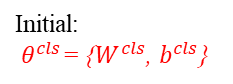 Initial:
θ^cls = {W^cls, b^cls}